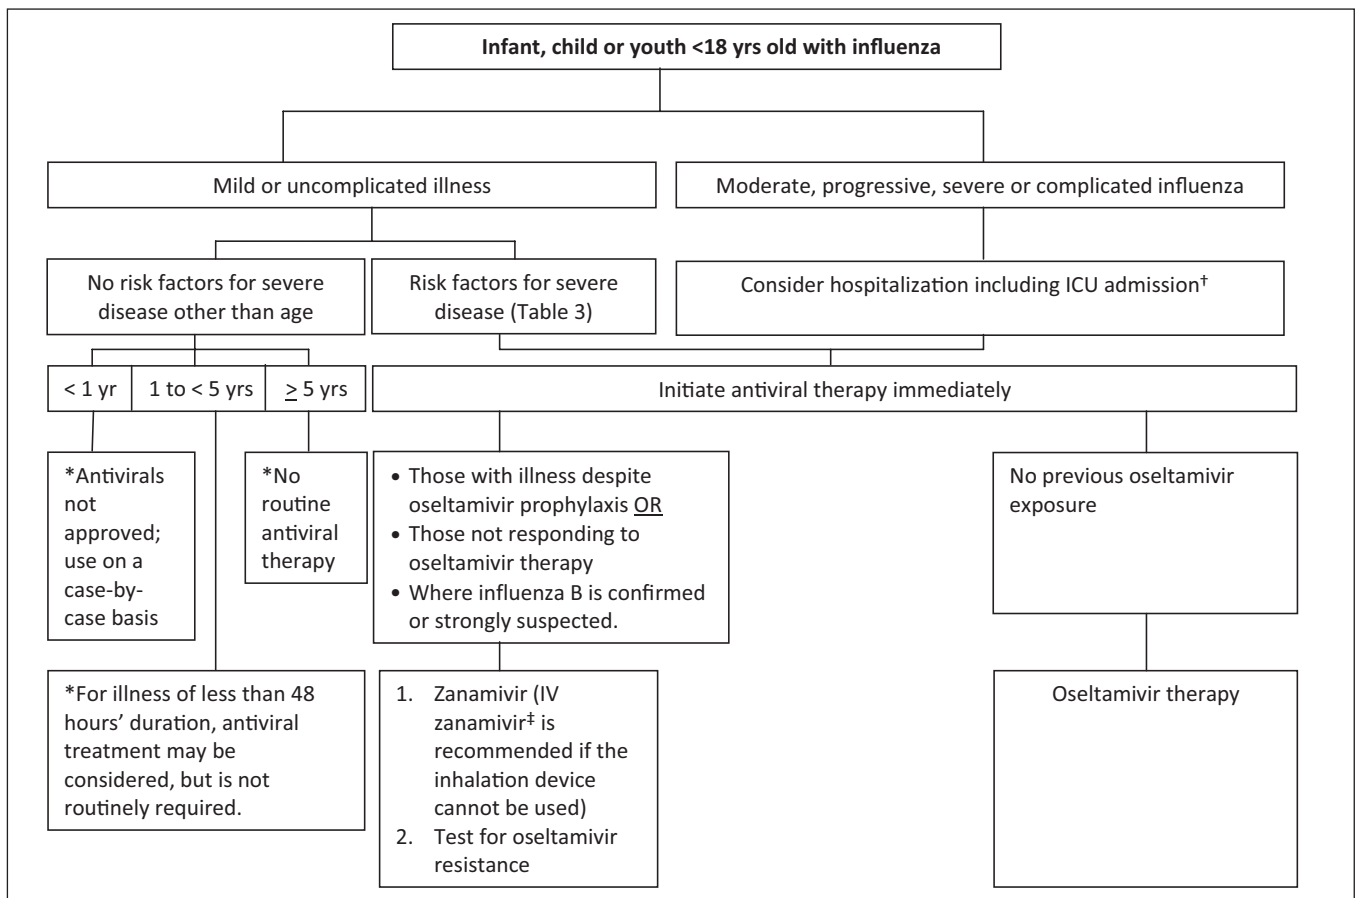 Infant, child or youth <18 yrs old with influenza
Mild or uncomplicated illness
Moderate, progressive, severe or complicated influenza
No risk factors for severe
disease other than age
Risk factors for severe
disease (Table 3)
Consider hospitalization including ICU admission†
< 1 yr
1 to < 5 yrs
≥ 5 yrs
Initiate antiviral therapy immediately
*Antivirals
not
approved;
use on a
case-by-
case basis
*No
routine
antiviral
therapy
• Those with illness despite
oseltamivir prophylaxis OR
• Those not responding to
oseltamivir therapy
• Where influenza B is confirmed
or strongly suspected.
No previous oseltamivir
exposure
*For illness of less than 48
hours’ duration, antiviral
treatment may be
considered, but is not
routinely required.
1. Zanamivir (IV
zanamivir‡ is
recommended if the
inhalation device
cannot be used)
2. Test for oseltamivir
resistance
Oseltamivir therapy